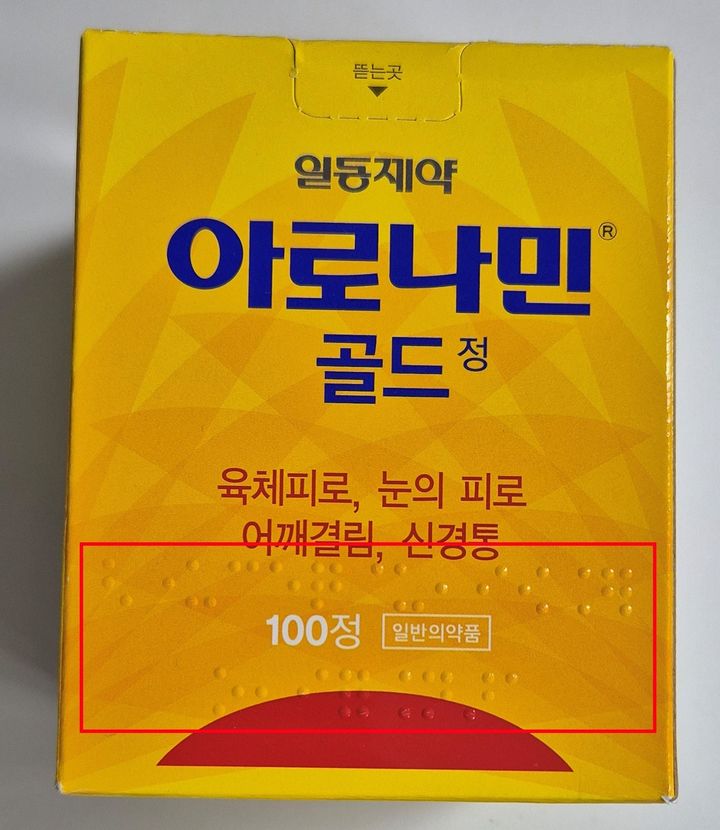 뜯는곳
일동제약
아로나민®
골드정
육체피로, 눈의 피로
어깨결림, 신경통
100정 일반의약품